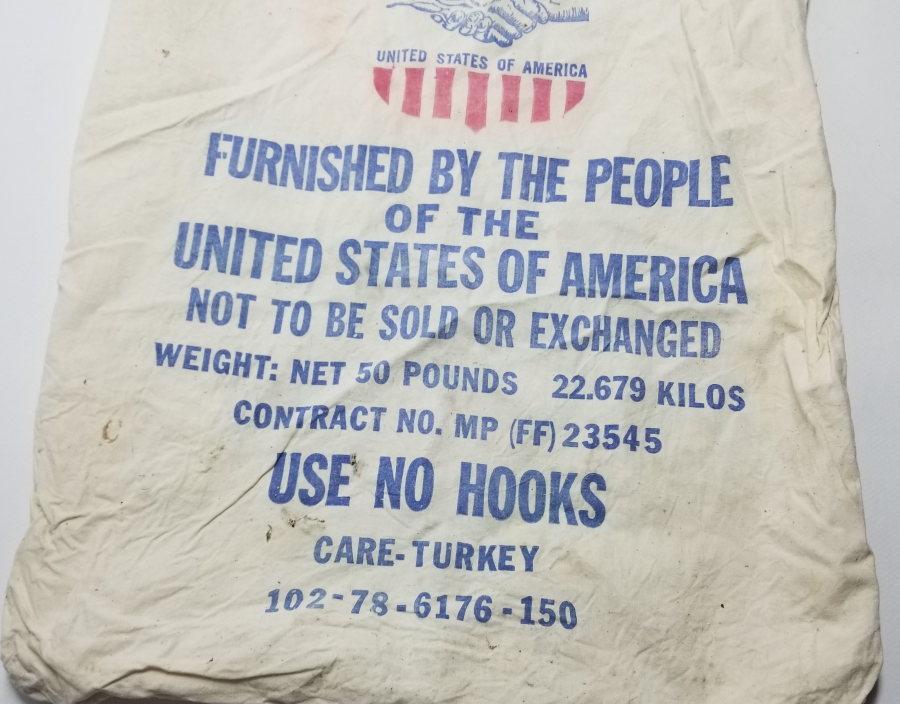 UNITED STATES OF AMERICA
FURNISHED BY THE PEOPLE
OF THE
UNITED STATES OF AMERICA
NOT TO BE SOLD OR EXCHANGED
WEIGHT: NET 50 POUNDS 22.679 KILOS
CONTRACT NO. MP (FF) 23545
USE NO HOOKS
CARE-TURKEY
102-78-6176-150